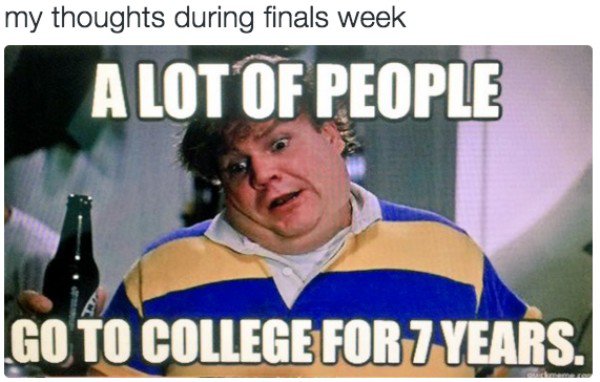 my thoughts during finals week
A LOT OF PEOPLE
GO TO COLLEGE FOR 7 YEARS.